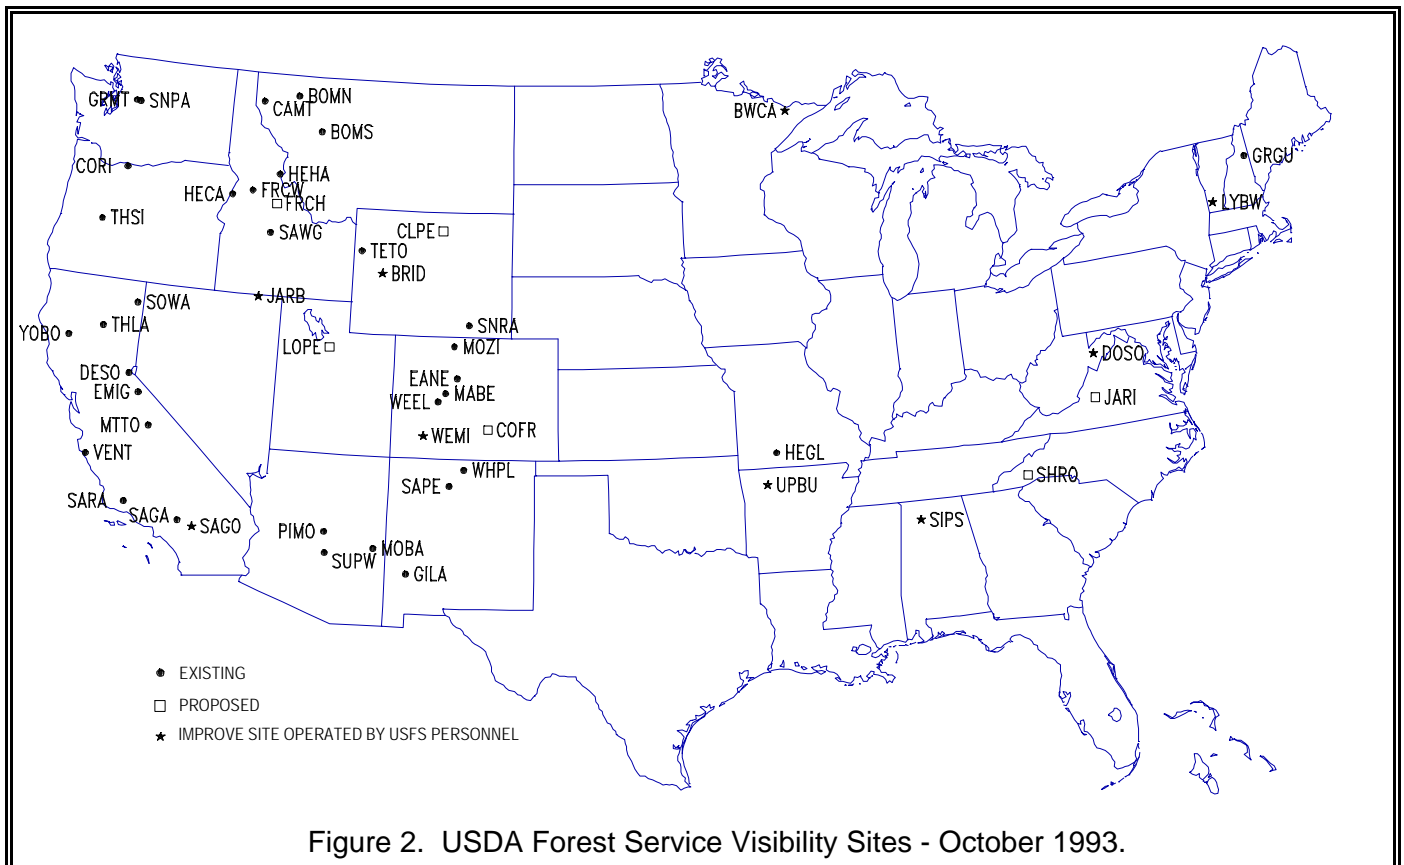 GRMT SNPA
CAMT
BOMN
BOMS
BWCA
GRGU
CORI
HEHA
HECA
FRCW
FRCH
LYBW
THSI
SAWG
CLPE
TETO
BRID
JARB
SOWA
YOBO
THLA
SNRA
LOPE
MOZI
DOSO
DESO
EMIG
EANE
MABE
WEEL
JARI
MTTO
WEMI
COFR
VENT
HEGL
WHPL
SAPE
UPBU
SHRO
SARA
SAGA
SAGO
SIPS
PIMO
SUPW
MOBA
GILA
EXISTING
PROPOSED
IMPROVE SITE OPERATED BY USFS PERSONNEL
Figure 2. USDA Forest Service Visibility Sites - October 1993.